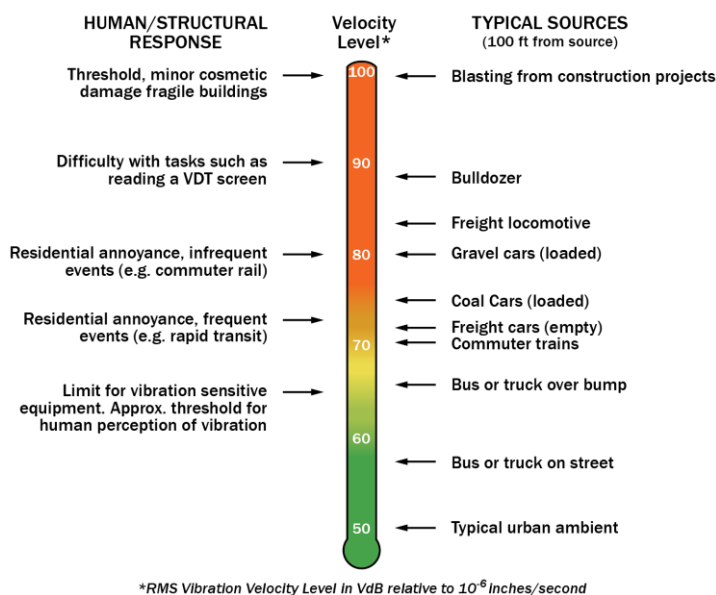 HUMAN/STRUCTURAL
RESPONSE
Velocity
Level*
TYPICAL SOURCES
(100 ft from source)
Threshold, minor cosmetic
damage fragile buildings
100
Blasting from construction projects
Difficulty with tasks such as
reading a VDT screen
90
Bulldozer
Freight locomotive
Residential annoyance, infrequent
events (e.g. commuter rail)
80
Gravel cars (loaded)
Coal Cars (loaded)
Residential annoyance, frequent
events (e.g. rapid transit)
Freight cars (empty)
70
Commuter trains
Limit for vibration sensitive
equipment. Approx. threshold for
human perception of vibration
Bus or truck over bump
60
Bus or truck on street
50
Typical urban ambient
*RMS Vibration Velocity Level in VdB relative to 10⁻⁶ inches/second